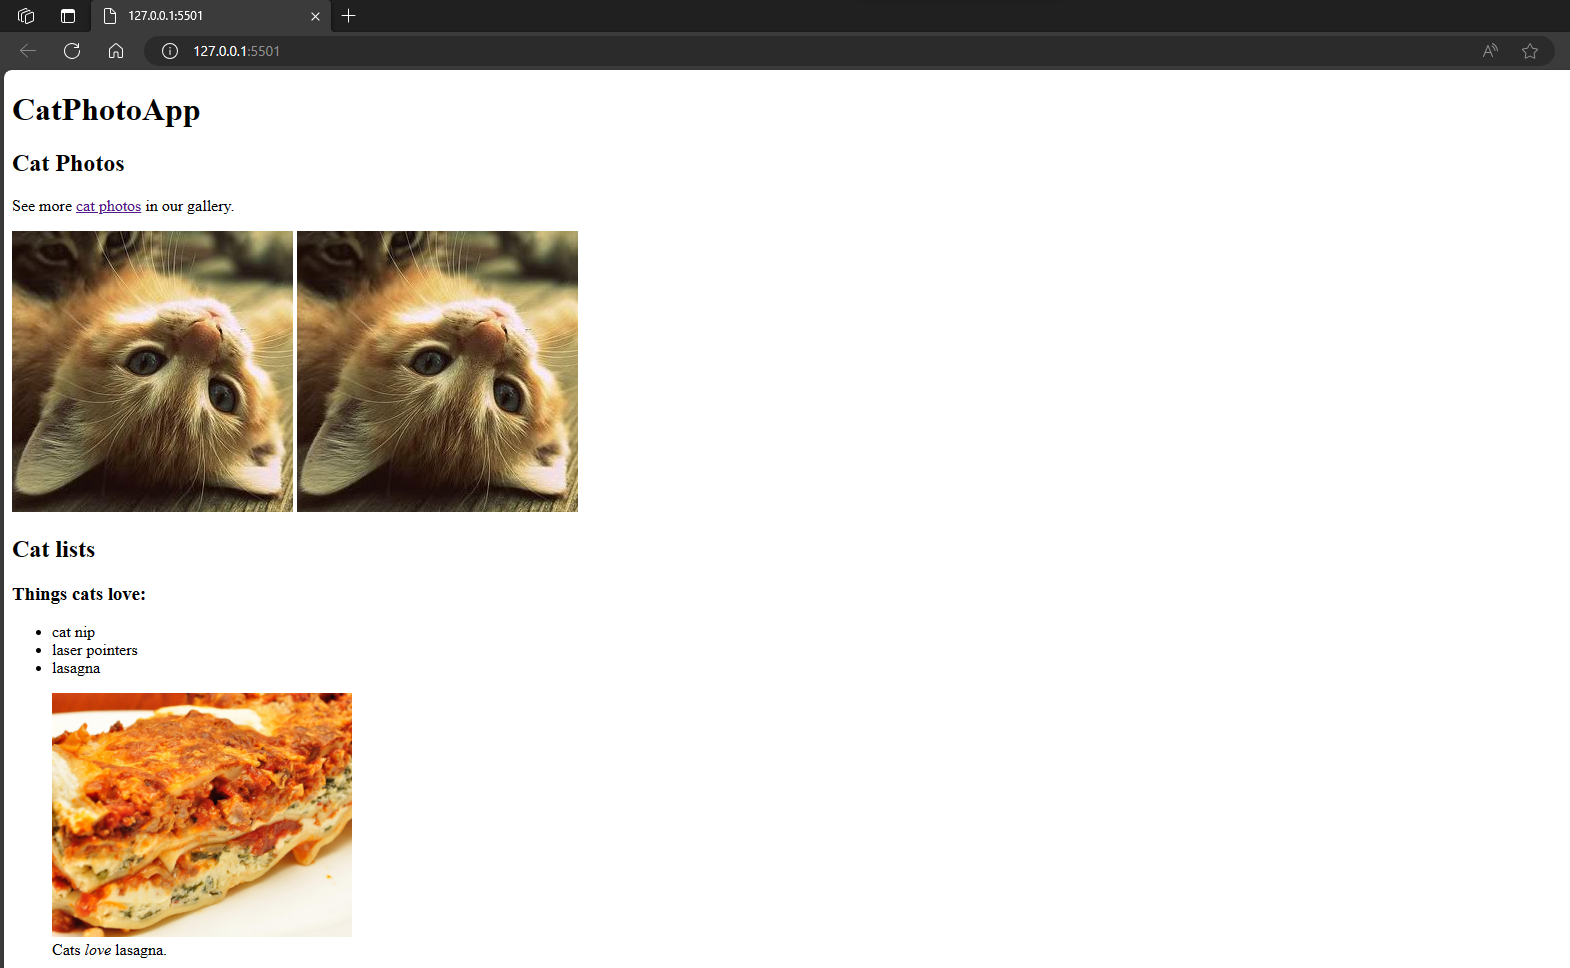 127.0.0.1:5501
127.0.0.1:5501
CatPhotoApp
Cat Photos
See more cat photos in our gallery.
Cat lists
Things cats love:
cat nip
laser pointers
lasagna
Cats love lasagna.